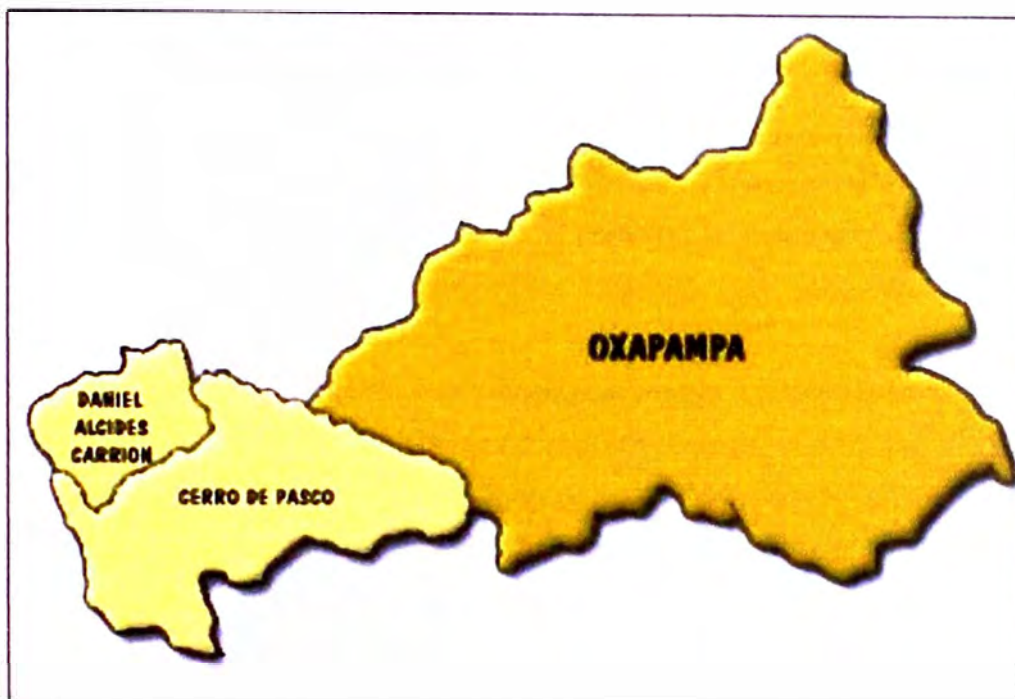 OXAPAMPA
DANIEL
ALCIDES
CARRION
CERRO DE PASCO